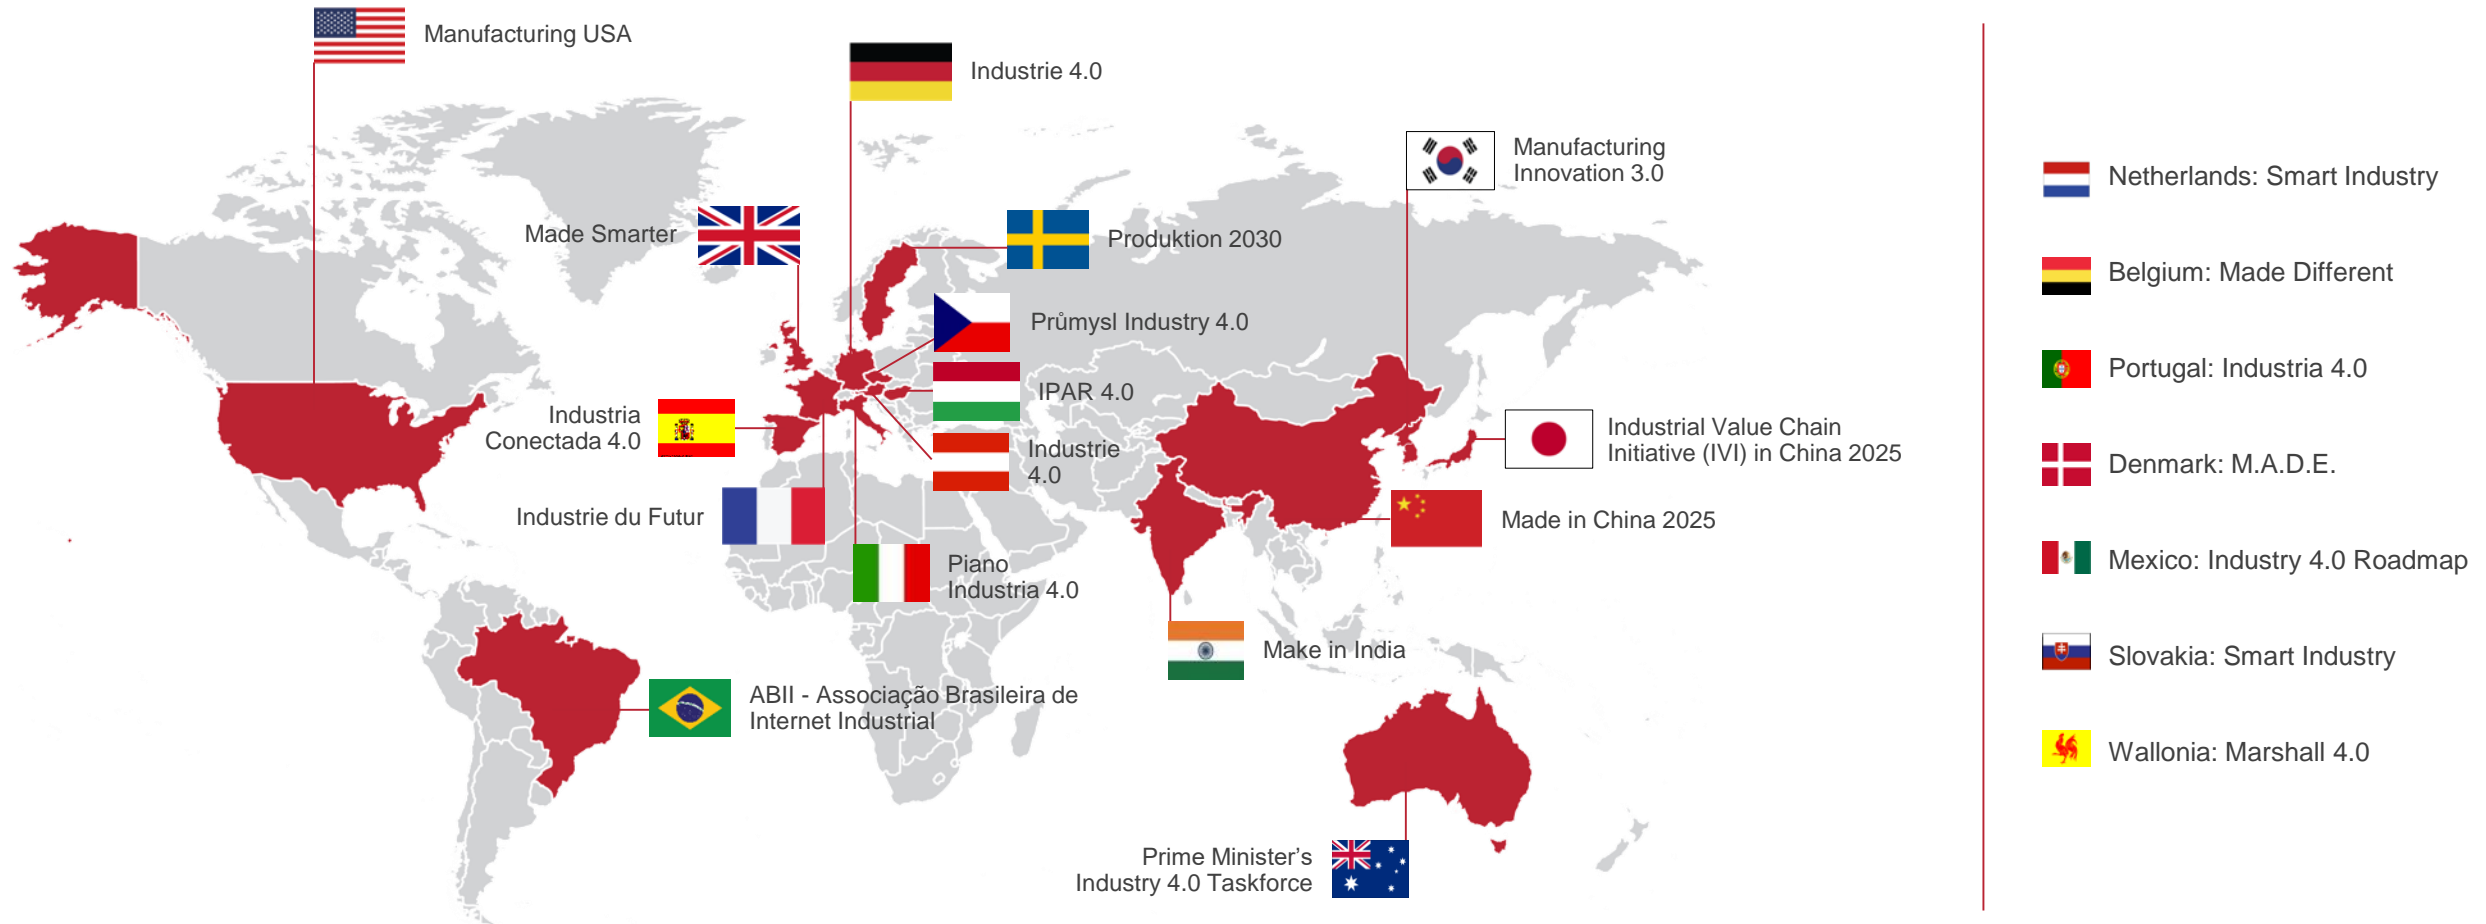 Manufacturing USA
Industrie 4.0
Manufacturing
Innovation 3.0
Made Smarter
Produktion 2030
Průmysl Industry 4.0
IPAR 4.0
Industria
Conectada 4.0
Industrie
4.0
Industrial Value Chain
Initiative (IVI) in China 2025
Industrie du Futur
Made in China 2025
Piano
Industria 4.0
Make in India
ABII - Associação Brasileira de
Internet Industrial
Prime Minister’s
Industry 4.0 Taskforce
Netherlands: Smart Industry
Belgium: Made Different
Portugal: Industria 4.0
Denmark: M.A.D.E.
Mexico: Industry 4.0 Roadmap
Slovakia: Smart Industry
Wallonia: Marshall 4.0